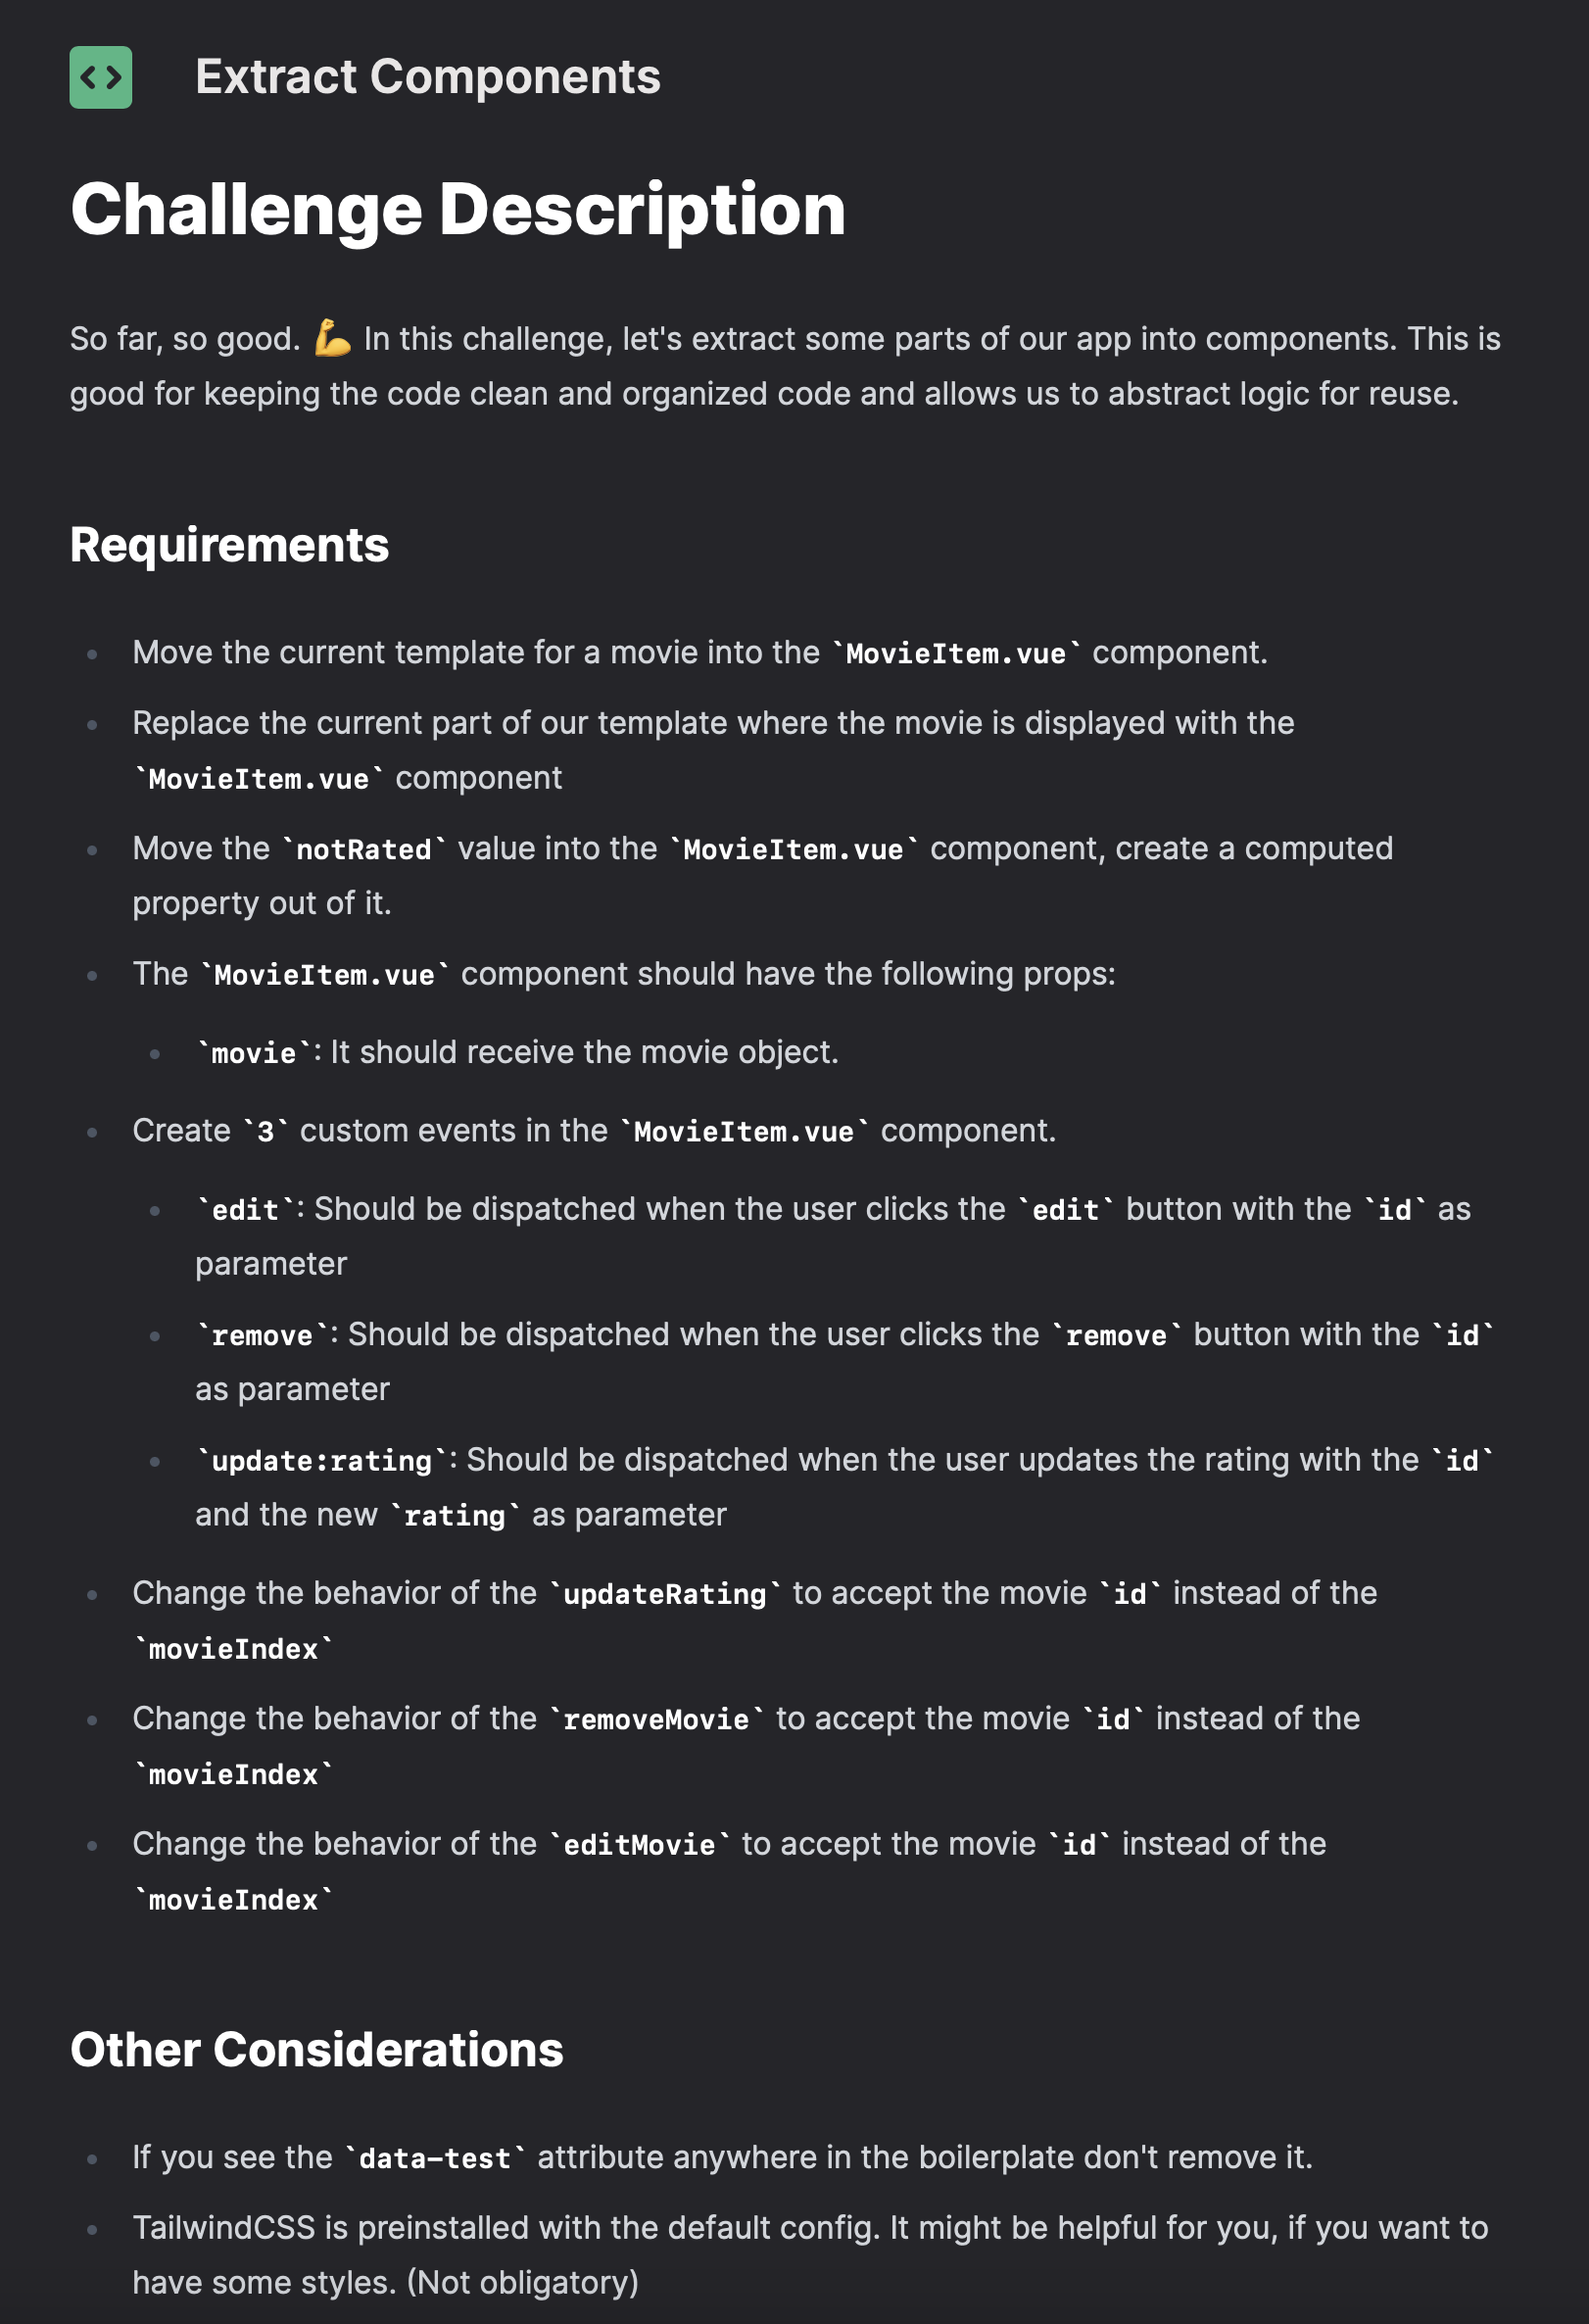 Extract Components
Challenge Description
So far, so good. 💪 In this challenge, let's extract some parts of our app into components. This is
good for keeping the code clean and organized code and allows us to abstract logic for reuse.
Requirements
Move the current template for a movie into the `MovieItem.vue` component.
Replace the current part of our template where the movie is displayed with the
`MovieItem.vue` component
Move the `notRated` value into the `MovieItem.vue` component, create a computed
property out of it.
The `MovieItem.vue` component should have the following props:
`movie`: It should receive the movie object.
Create `3` custom events in the `MovieItem.vue` component.
`edit`: Should be dispatched when the user clicks the `edit` button with the `id` as
parameter
`remove`: Should be dispatched when the user clicks the `remove` button with the `id`
as parameter
`update:rating`: Should be dispatched when the user updates the rating with the `id`
and the new `rating` as parameter
Change the behavior of the `updateRating` to accept the movie `id` instead of the
`movieIndex`
Change the behavior of the `removeMovie` to accept the movie `id` instead of the
`movieIndex`
Change the behavior of the `editMovie` to accept the movie `id` instead of the
`movieIndex`
Other Considerations
If you see the `data-test` attribute anywhere in the boilerplate don't remove it.
TailwindCSS is preinstalled with the default config. It might be helpful for you, if you want to
have some styles. (Not obligatory)